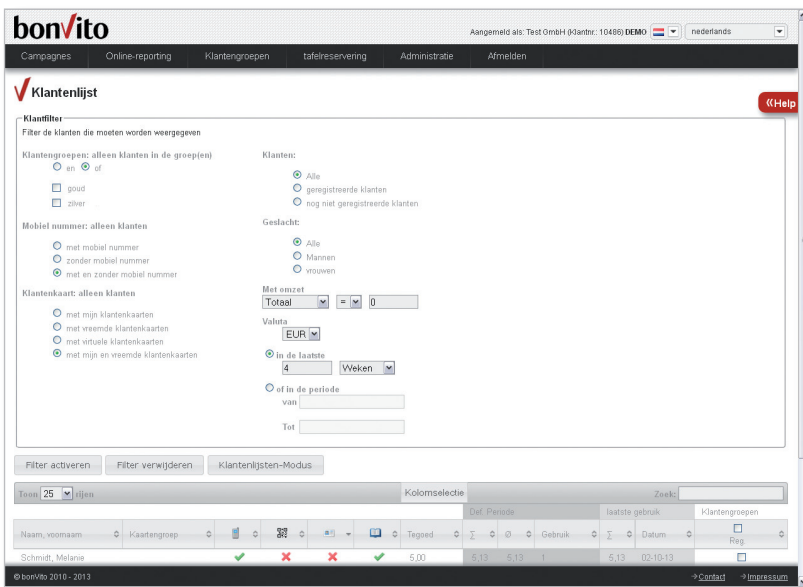 bonVito
Aangemeld als: Test GmbH (Klantnr.: 10486) DEMO nederlands
Campagnes Online-reporting Klantengroepen tafelreservering Administratie Afmelden
Klantenlijst
«Help
Klantfilter
Filter de klanten die moeten worden weergegeven
Klantengroepen: alleen klanten in de groep(en)
en of
goud
zilver
Mobiel nummer: alleen klanten
met mobiel nummer
zonder mobiel nummer
met en zonder mobiel nummer
Klantenkaart: alleen klanten
met mijn klantenkaarten
met vreemde klantenkaarten
met virtuele klantenkaarten
met mijn en vreemde klantenkaarten
Klanten:
Alle
geregistreerde klanten
nog niet geregistreerde klanten
Geslacht:
Alle
Mannen
vrouwen
Met omzet
Totaal = 0
Valuta
EUR
in de laatste
4 Weken
of in de periode
van
Tot
Filter activeren Filter verwijderen Klantenlijsten-Modus
Toon 25 rijen Kolomselectie Zoek:
Def. Periode laatste gebruik Klantengroepen
Naam, voornaam Kaartengroep Tegoed Σ Ø Gebruik Σ Datum Reg.
Schmidt, Melanie 5,00 5,13 5,13 1 5,13 02-10-13
© bonVito 2010 - 2013 →Contact →Impressum